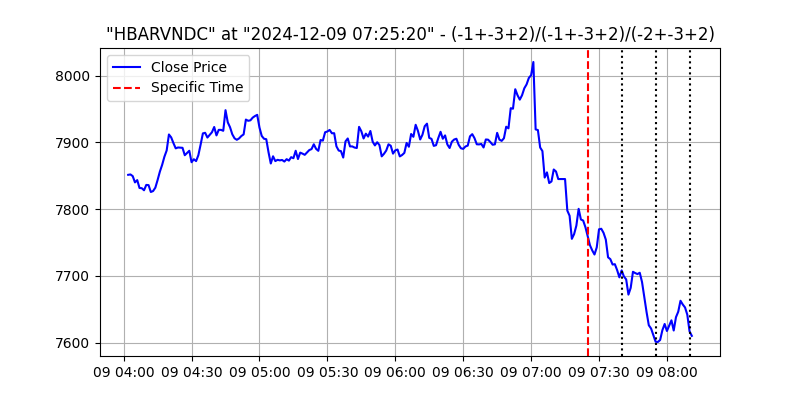 "HBARVNDC" at "2024-12-09 07:25:20" - (-1+-3+2)/(-1+-3+2)/(-2+-3+2)
Close Price
Specific Time
8000
7900
7800
7700
7600
09 04:00 09 04:30 09 05:00 09 05:30 09 06:00 09 06:30 09 07:00 09 07:30 09 08:00